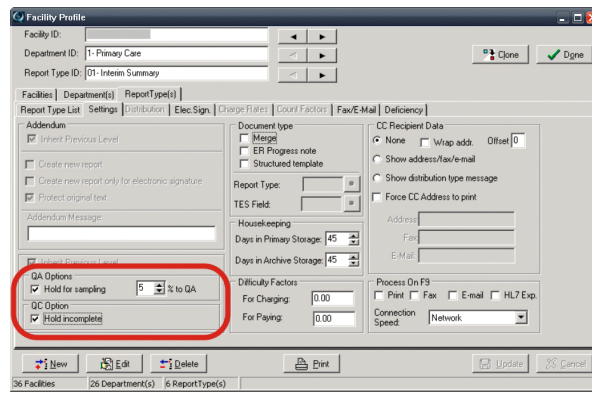 Facility Profile
Facility ID:
Department ID: 1- Primary Care
Report Type ID: 01- Interim Summary
Clone Done
Facilities Department(s) ReportType(s)
Report Type List Settings Distribution Elec.Sign. Charge Rates Count Factors Fax/E-Mail Deficiency
Addendum
Inherit Previous Level
Create new report
Create new report only for electronic signature
Protect original text
Addendum Message:
Inherit Previous Level
QA Options
Hold for sampling 5 % to QA
QC Option
Hold incomplete
Document type
Merge
ER Progress note
Structured template
Report Type:
TES Field:
Housekeeping
Days in Primary Storage: 45
Days in Archive Storage: 45
Difficulty Factors
For Charging: 0.00
For Paying: 0.00
CC Recipient Data
None Wrap addr. Offset 0
Show address/fax/e-mail
Show distribution type message
Force CC Address to print
Address:
Fax:
E-Mail:
Process On F9
Print Fax E-mail HL7 Exp.
Connection Speed: Network
New Edit Delete Print Update Cancel
36 Facilities 26 Department(s) 6 ReportType(s)